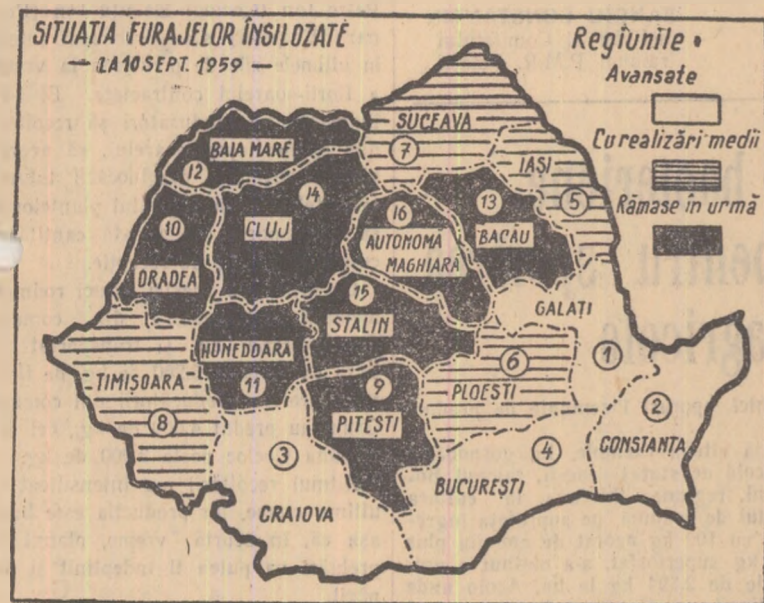 SITUAȚIA FURAJELOR ÎNSILOZATE
LA 10 SEPT. 1959
Regiunile
Avansate
Cu realizări medii
Rămase în urmă
SUCEAVA
7
BAIA MARE
12
IAȘI
5
14
CLUJ
10
ORADEA
16
AUTONOMA
MAGHIARĂ
13
BACĂU
15
STALIN
GALAȚI
1
HUNEDOARA
11
TIMIȘOARA
8
9
PITEȘTI
6
PLOEȘTI
2
CONSTANȚA
3
CRAIOVA
4
BUCUREȘTI